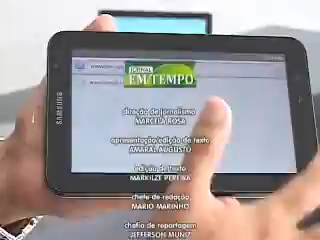 JORNAL
EM TEMPO
SAMSUNG
direção de jornalismo
MARCELA ROSA
apresentação/edição de texto
AMARAL AUGUSTO
edição de texto
MARKILZE PEREIRA
chefe de redação
MARIO MARINHO
chefia de reportagem
JEFFERSON MUNIZ